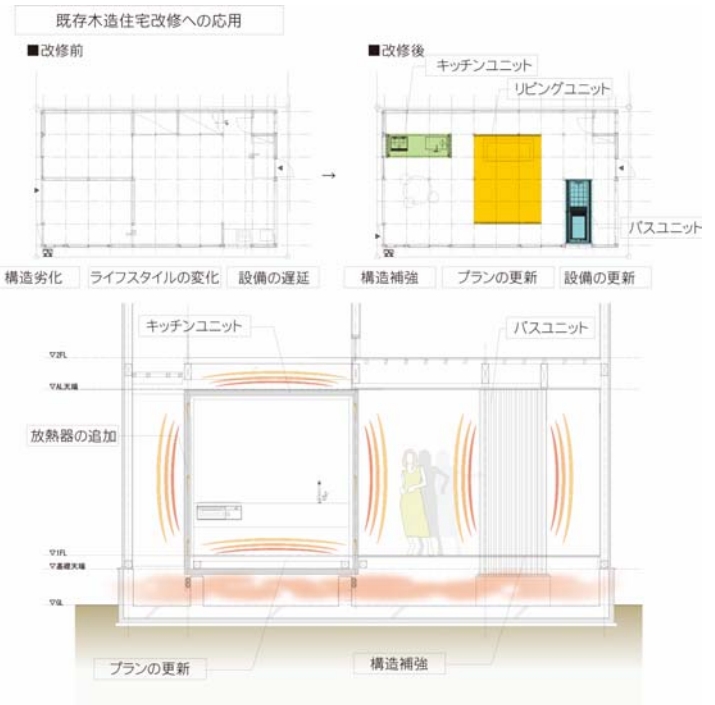 既存木造住宅改修への応用
■改修前
■改修後
キッチンユニット
リビングユニット
バスユニット
→
構造劣化
ライフスタイルの変化
設備の遅延
構造補強
プランの更新
設備の更新
キッチンユニット
バスユニット
▽2FL
▽AL天端
放熱器の追加
▽1FL
▽基礎天端
▽GL
プランの更新
構造補強